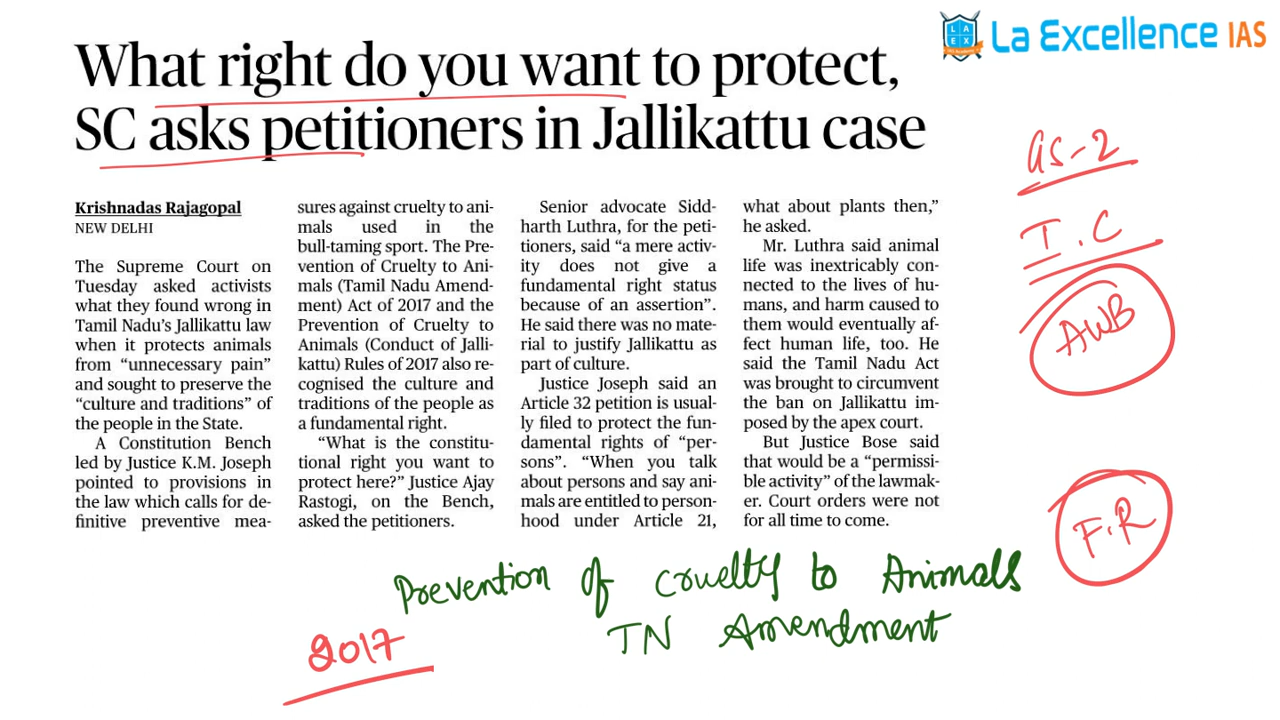 La Excellence IAS
What right do you want to protect,
SC asks petitioners in Jallikattu case
Krishnadas Rajagopal
NEW DELHI
The Supreme Court on
Tuesday asked activists
what they found wrong in
Tamil Nadu's Jallikattu law
when it protects animals
from "unnecessary pain"
and sought to preserve the
"culture and traditions" of
the people in the State.
A Constitution Bench
led by Justice K.M. Joseph
pointed to provisions in
the law which calls for de-
finitive preventive mea-
sures against cruelty to ani-
mals used in the
bull-taming sport. The Pre-
vention of Cruelty to Ani-
mals (Tamil Nadu Amend-
ment) Act of 2017 and the
Prevention of Cruelty to
Animals (Conduct of Jalli-
kattu) Rules of 2017 also re-
cognised the culture and
traditions of the people as
a fundamental right.
"What is the constitu-
tional right you want to
protect here?" Justice Ajay
Rastogi, on the Bench,
asked the petitioners.
Senior advocate Sidd-
harth Luthra, for the peti-
tioners, said "a mere activ-
ity does not give a
fundamental right status
because of an assertion".
He said there was no mate-
rial to justify Jallikattu as
part of culture.
Justice Joseph said an
Article 32 petition is usual-
ly filed to protect the fun-
damental rights of "per-
sons". "When you talk
about persons and say ani-
mals are entitled to person-
hood under Article 21,
what about plants then,"
he asked.
Mr. Luthra said animal
life was inextricably con-
nected to the lives of hu-
mans, and harm caused to
them would eventually af-
fect human life, too. He
said the Tamil Nadu Act
was brought to circumvent
the ban on Jallikattu im-
posed by the apex court.
But Justice Bose said
that would be a "permissi-
ble activity" of the lawmak-
er. Court orders were not
for all time to come.
GS-2
I.C
AWB
F.R
Prevention of Cruelty to Animals
TN Amendment
2017